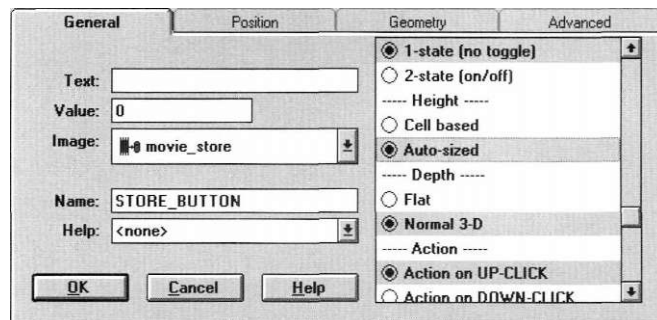 General Position Geometry Advanced
Text:
Value: 0
Image: movie_store
Name: STORE_BUTTON
Help: <none>
OK Cancel Help
1-state (no toggle)
2-state (on/off)
----- Height -----
Cell based
Auto-sized
----- Depth -----
Flat
Normal 3-D
----- Action -----
Action on UP-CLICK
Action on DOWN-CLICK